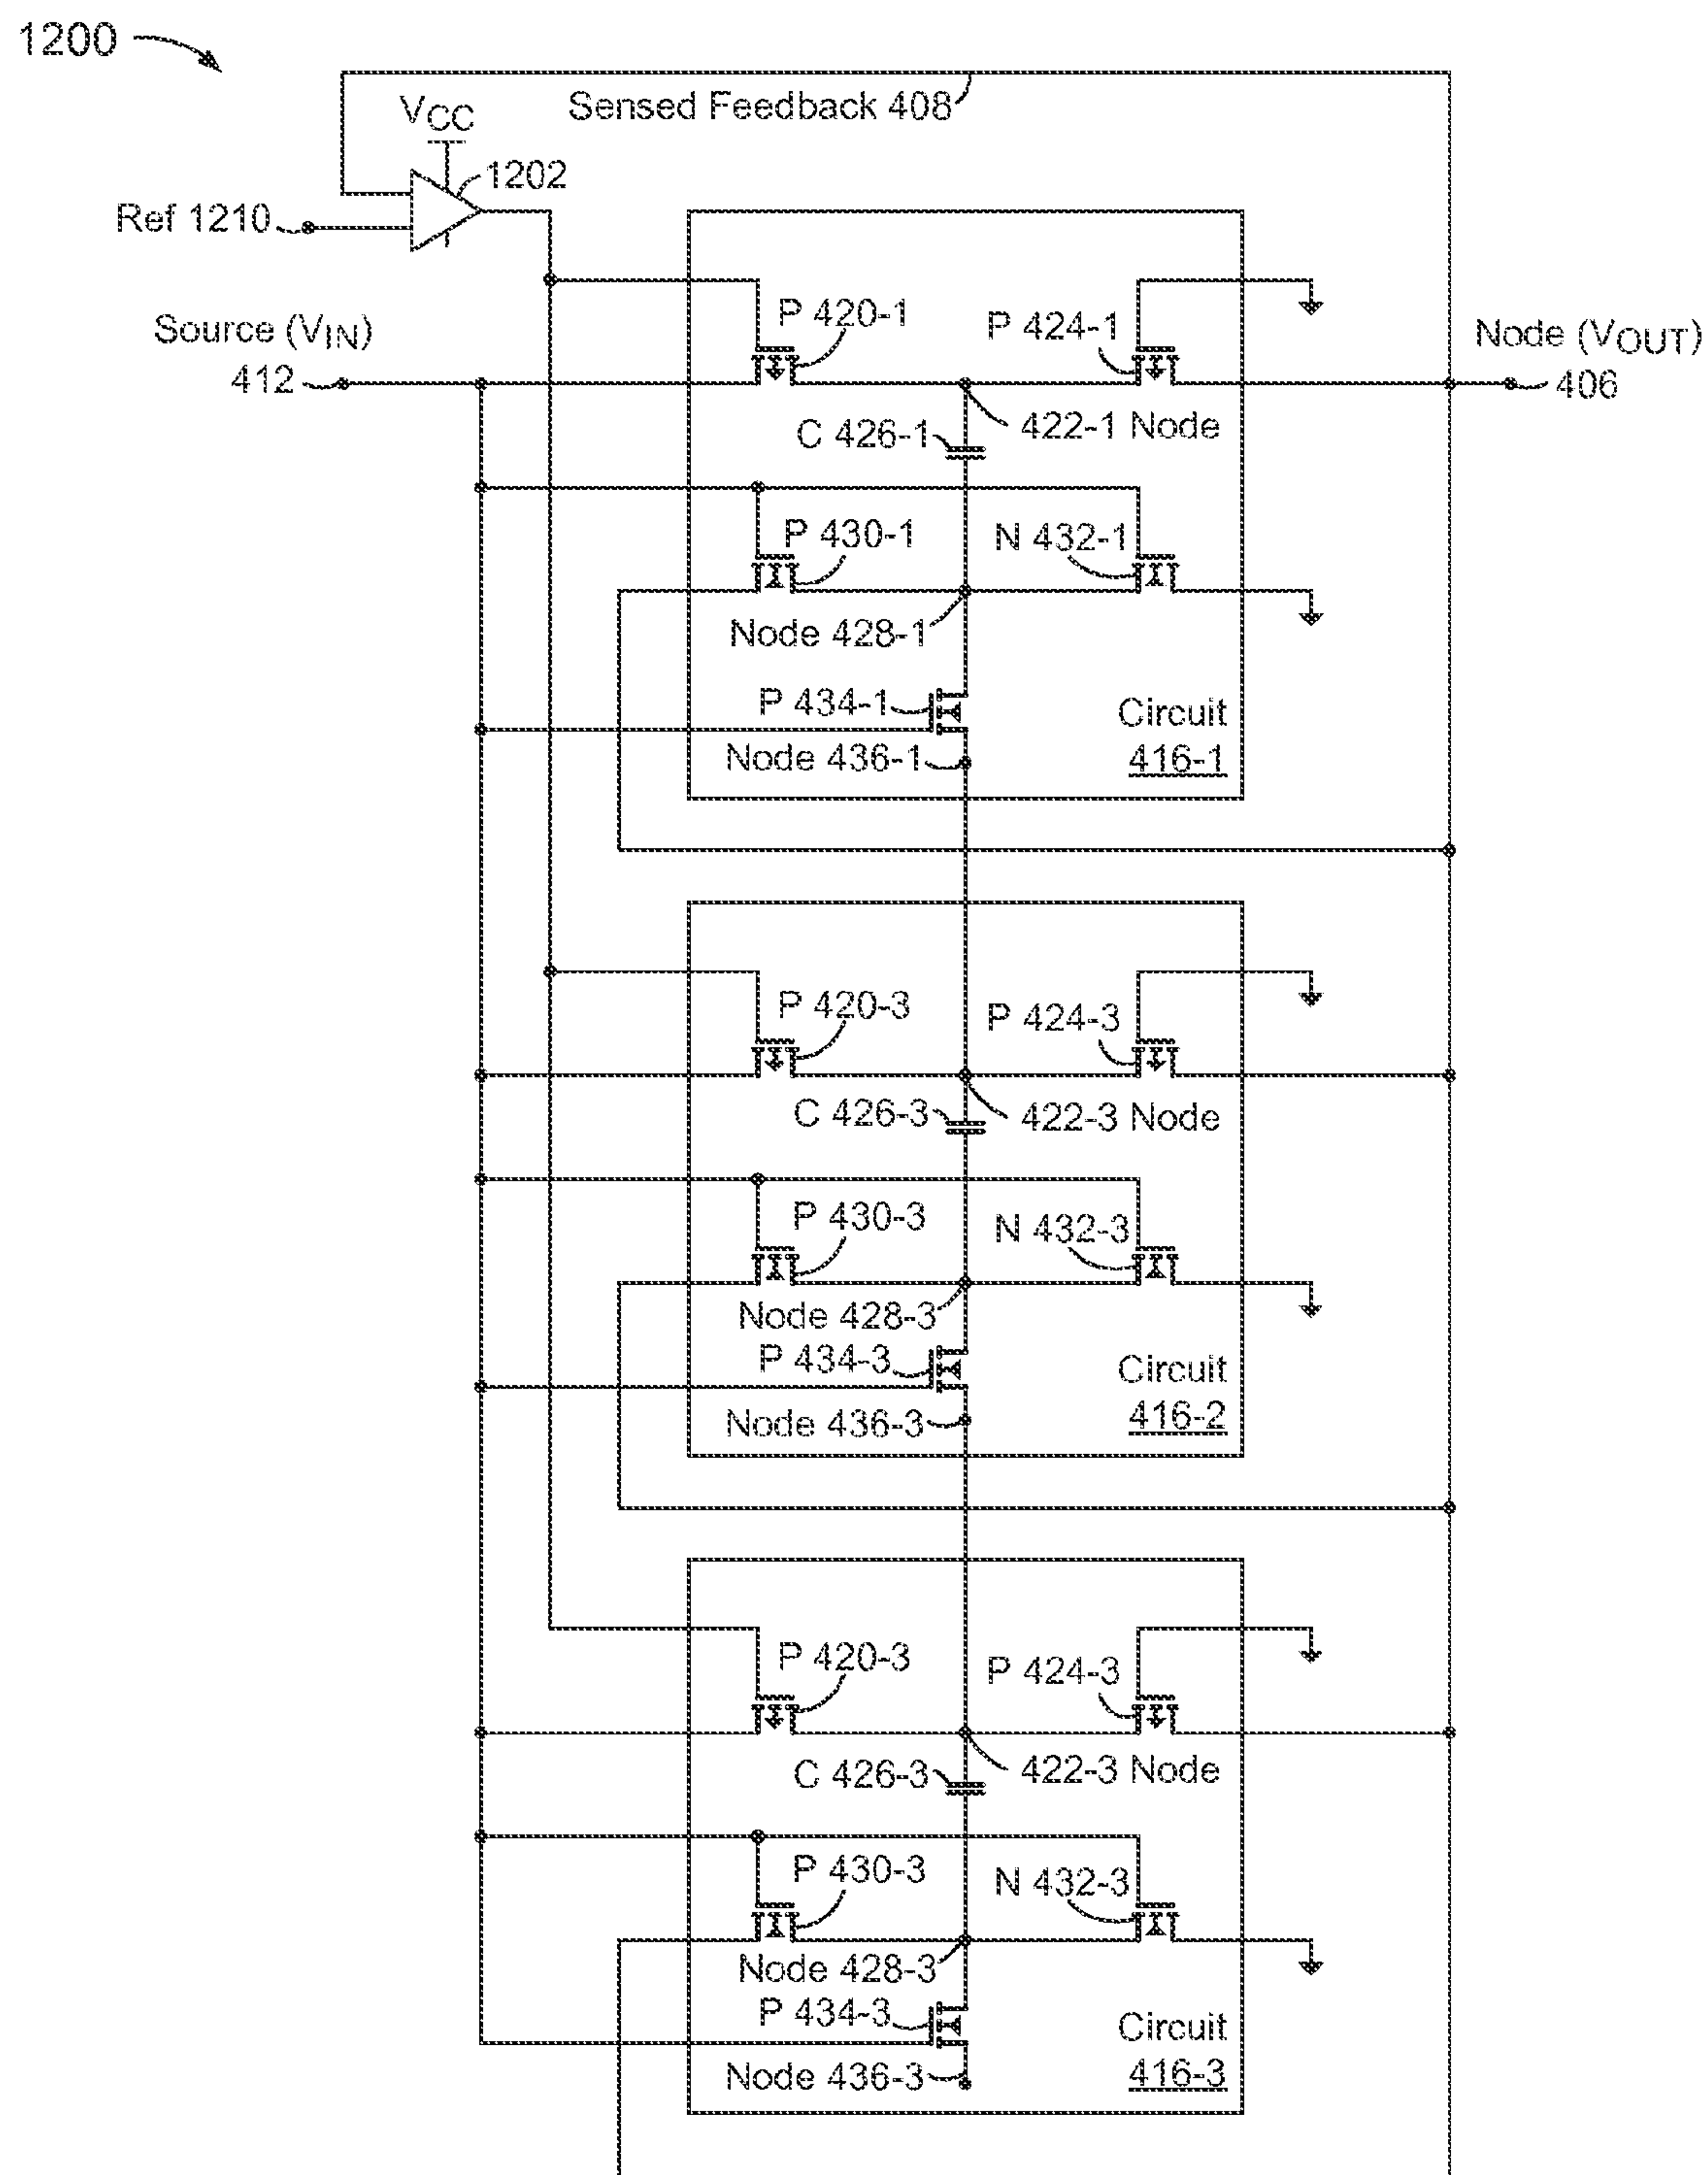 1200
Sensed Feedback 408
VCC
1202
Ref 1210
P 420-1
P 424-1
Source (VIN)
412
Node (VOUT)
406
C 426-1
422-1 Node
P 430-1
N 432-1
Node 428-1
P 434-1
Circuit
416-1
Node 436-1
P 420-3
P 424-3
C 426-3
422-3 Node
P 430-3
N 432-3
Node 428-3
P 434-3
Circuit
416-2
Node 436-3
P 420-3
P 424-3
C 426-3
422-3 Node
P 430-3
N 432-3
Node 428-3
P 434-3
Circuit
416-3
Node 436-3